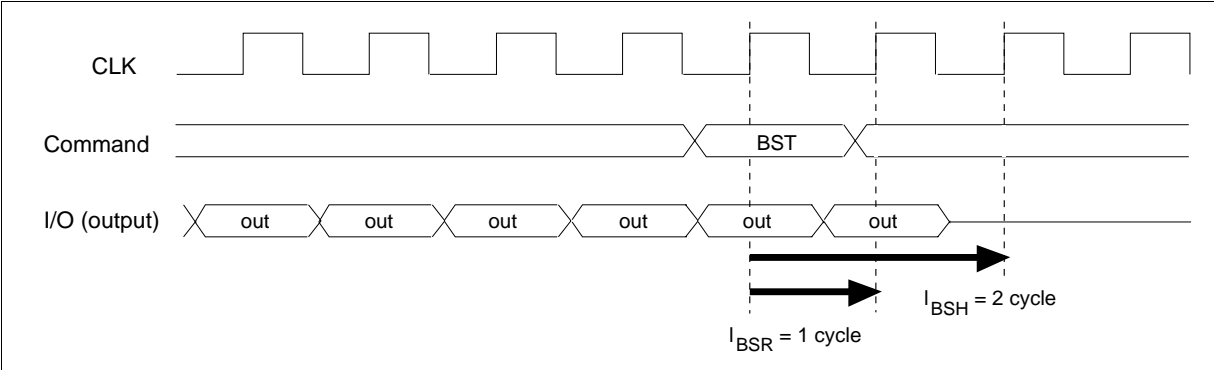 CLK
Command
BST
I/O (output)
out out out out out out
I_BSH = 2 cycle
I_BSR = 1 cycle